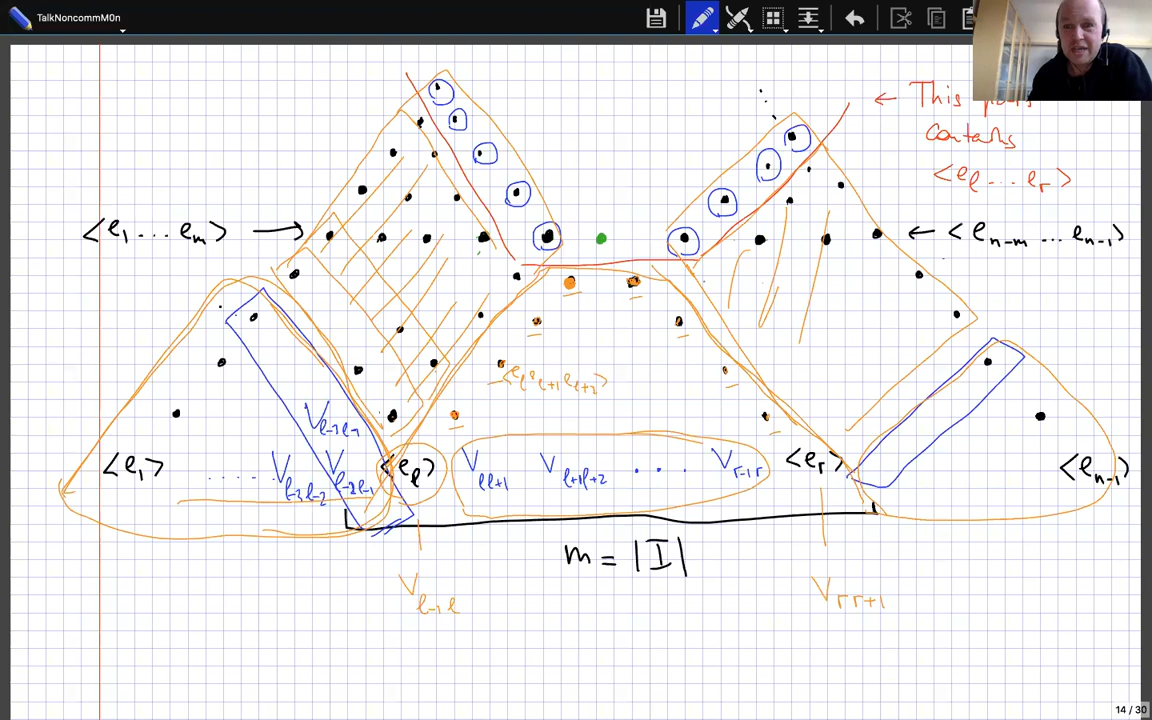 TalkNoncommM0n
← This
contains
<e_l ... e_r>
<e_1 ... e_m> →
← <e_{n-m} ... e_{n-1}>
<e_l e_{l+1} e_{l+2}>
V_{l-1 l-1}
<e_1> ..... V_{l-2 l-2} V_{l-2 l-1} <e_l> V_{l l+1} V_{l+1 l+2} ... V_{r-1 r} <e_r> <e_{n-1}>
m = |I|
V_{l-1 l} V_{r r+1}
14 / 30